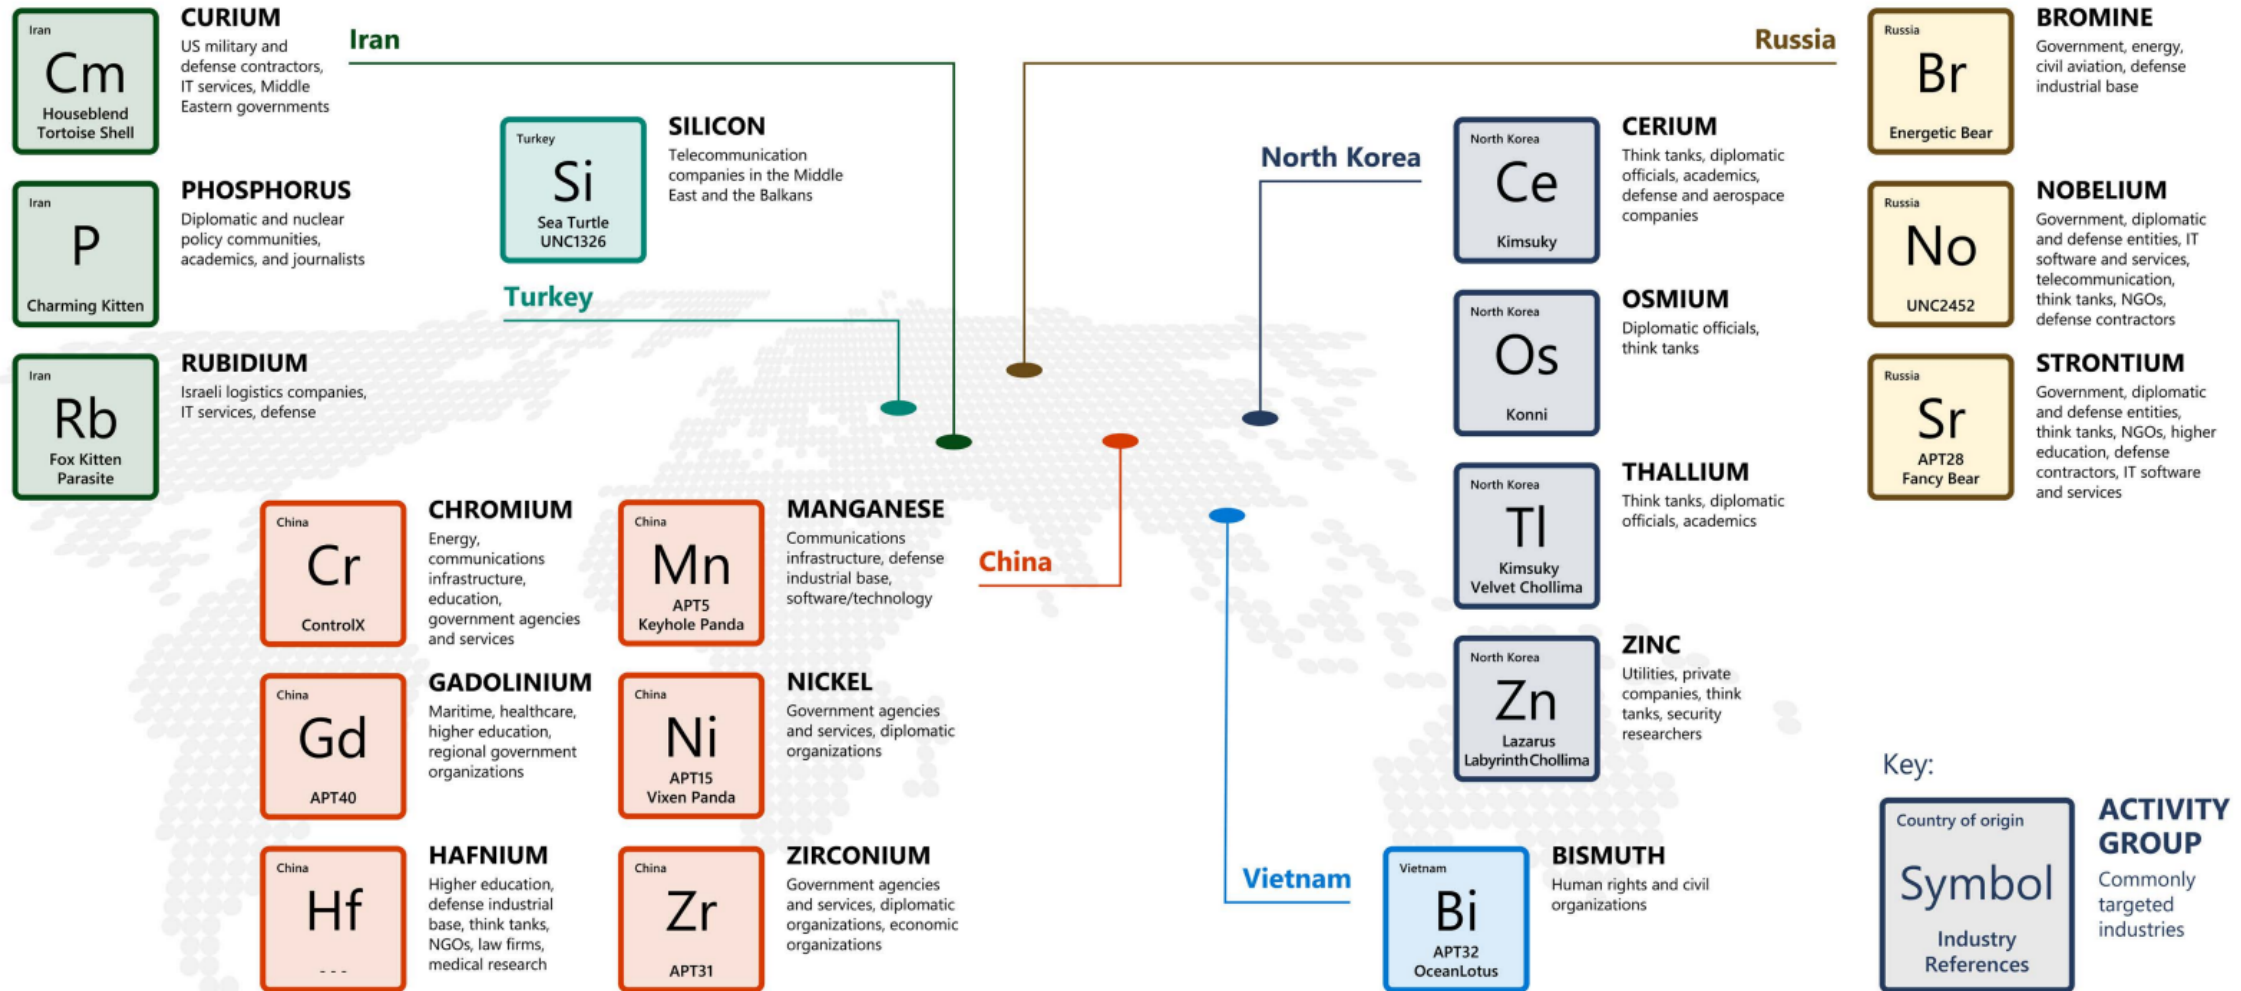 Iran
Cm
Houseblend
Tortoise Shell
CURIUM
US military and
defense contractors,
IT services, Middle
Eastern governments
Iran
P
Charming Kitten
PHOSPHORUS
Diplomatic and nuclear
policy communities,
academics, and journalists
Iran
Rb
Fox Kitten
Parasite
RUBIDIUM
Israeli logistics companies,
IT services, defense
Iran
Turkey
Si
Sea Turtle
UNC1326
SILICON
Telecommunication
companies in the Middle
East and the Balkans
Turkey
China
Cr
ControlX
CHROMIUM
Energy,
communications
infrastructure,
education,
government agencies
and services
China
Gd
APT40
GADOLINIUM
Maritime, healthcare,
higher education,
regional government
organizations
China
Hf
---
HAFNIUM
Higher education,
defense industrial
base, think tanks,
NGOs, law firms,
medical research
China
Mn
APT5
Keyhole Panda
MANGANESE
Communications
infrastructure, defense
industrial base,
software/technology
China
Ni
APT15
Vixen Panda
NICKEL
Government agencies
and services, diplomatic
organizations
China
Zr
APT31
ZIRCONIUM
Government agencies
and services, diplomatic
organizations, economic
organizations
China
North Korea
North Korea
Ce
Kimsuky
CERIUM
Think tanks, diplomatic
officials, academics,
defense and aerospace
companies
North Korea
Os
Konni
OSMIUM
Diplomatic officials,
think tanks
North Korea
Tl
Kimsuky
Velvet Chollima
THALLIUM
Think tanks, diplomatic
officials, academics
North Korea
Zn
Lazarus
Labyrinth Chollima
ZINC
Utilities, private
companies, think
tanks, security
researchers
Vietnam
Vietnam
Bi
APT32
OceanLotus
BISMUTH
Human rights and civil
organizations
Russia
Russia
Br
Energetic Bear
BROMINE
Government, energy,
civil aviation, defense
industrial base
Russia
No
UNC2452
NOBELIUM
Government, diplomatic
and defense entities, IT
software and services,
telecommunication,
think tanks, NGOs,
defense contractors
Russia
Sr
APT28
Fancy Bear
STRONTIUM
Government, diplomatic
and defense entities,
think tanks, NGOs, higher
education, defense
contractors, IT software
and services
Key:
Country of origin
Symbol
Industry
References
ACTIVITY
GROUP
Commonly
targeted
industries